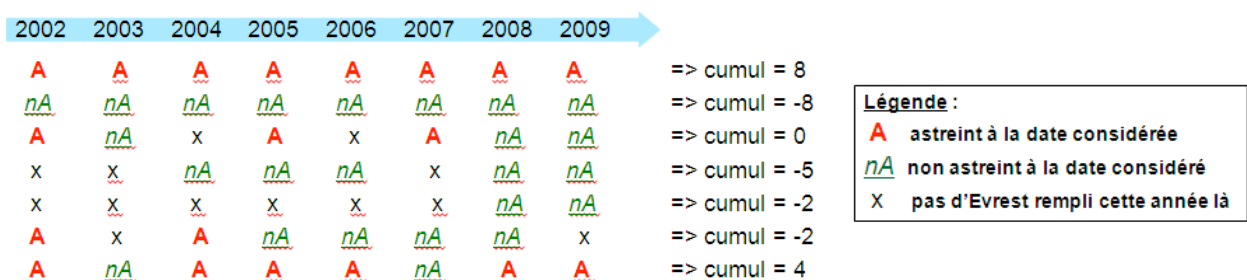 2002 2003 2004 2005 2006 2007 2008 2009
A A A A A A A A => cumul = 8
nA nA nA nA nA nA nA nA => cumul = -8
A nA x A x A nA nA => cumul = 0
x x nA nA nA x nA nA => cumul = -5
x x x x x x nA nA => cumul = -2
A x A nA nA nA nA x => cumul = -2
A nA A A A nA A A => cumul = 4
Légende :
A astreint à la date considérée
nA non astreint à la date considéré
x pas d'Evrest rempli cette année là